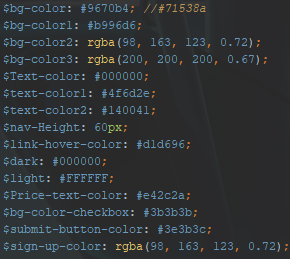 $bg-color: #9670b4; //#71538a
$bg-color1: #b996d6;
$bg-color2: rgba(98, 163, 123, 0.72);
$bg-color3: rgba(200, 200, 200, 0.67);
$Text-color: #000000;
$text-color1: #4f6d2e;
$text-color2: #140041;
$nav-Height: 60px;
$link-hover-color: #d1d696;
$dark: #000000;
$light: #FFFFFF;
$Price-text-color: #e42c2a;
$bg-color-checkbox: #3b3b3b;
$submit-button-color: #3e3b3c;
$sign-up-color: rgba(98, 163, 123, 0.72);